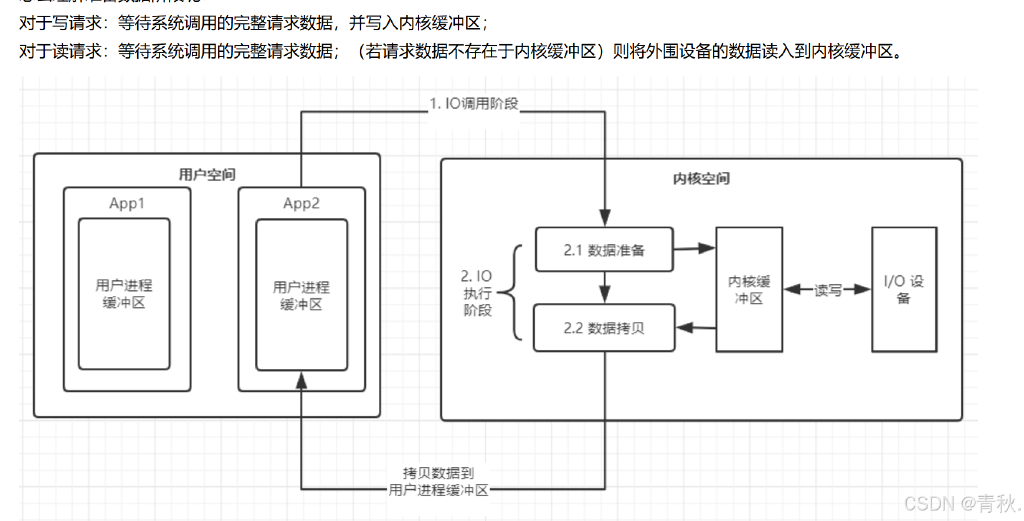 对于写请求：等待系统调用的完整请求数据，并写入内核缓冲区；
对于读请求：等待系统调用的完整请求数据；（若请求数据不存在于内核缓冲区）则将外围设备的数据读入到内核缓冲区。
1. IO调用阶段
用户空间
内核空间
App1
App2
用户进程
缓冲区
用户进程
缓冲区
2. IO
执行
阶段
2.1 数据准备
2.2 数据拷贝
内核缓
冲区
读写
I/O 设
备
拷贝数据到
用户进程缓冲区
CSDN @青秋.